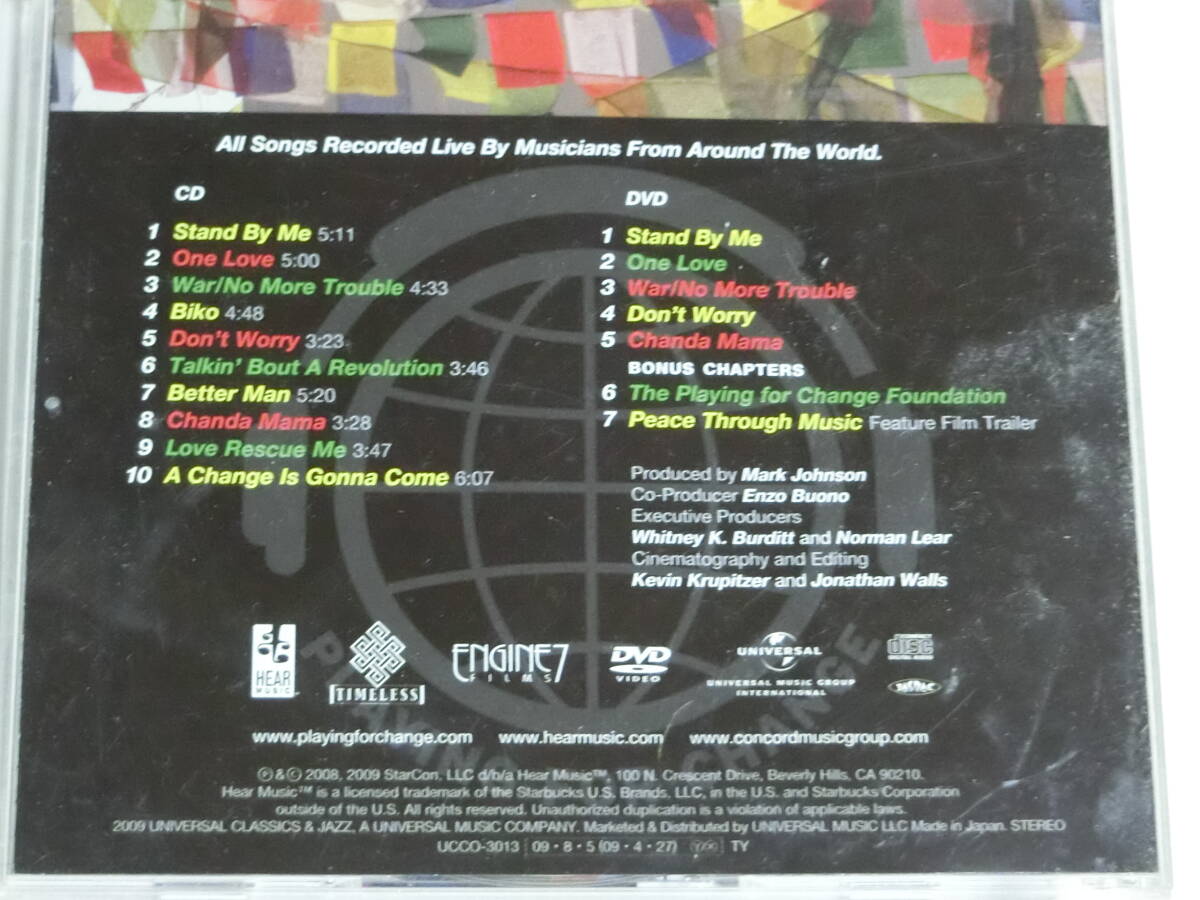 All Songs Recorded Live By Musicians From Around The World.
CD
1 Stand By Me 5:11
2 One Love 5:00
3 War/No More Trouble 4:33
4 Biko 4:48
5 Don't Worry 3:23
6 Talkin' Bout A Revolution 3:46
7 Better Man 5:20
8 Chanda Mama 3:28
9 Love Rescue Me 3:47
10 A Change Is Gonna Come 6:07
DVD
1 Stand By Me
2 One Love
3 War/No More Trouble
4 Don't Worry
5 Chanda Mama
BONUS CHAPTERS
6 The Playing for Change Foundation
7 Peace Through Music Feature Film Trailer
Produced by Mark Johnson
Co-Producer Enzo Buono
Executive Producers
Whitney K. Burditt and Norman Lear
Cinematography and Editing
Kevin Krupitzer and Jonathan Walls
PLAYING CHANGE
HEAR
MUSIC
TIMELESS
ENGINE7
FILMS
DVD
VIDEO
UNIVERSAL
UNIVERSAL MUSIC GROUP
INTERNATIONAL
COMPACT
DISC
DIGITAL AUDIO
www.playingforchange.com www.hearmusic.com www.concordmusicgroup.com
℗&© 2008, 2009 StarCon, LLC d/b/a Hear Music™, 100 N. Crescent Drive, Beverly Hills, CA 90210.
Hear Music™ is a licensed trademark of the Starbucks U.S. Brands, LLC, in the U.S. and Starbucks Corporation
outside of the U.S. All rights reserved. Unauthorized duplication is a violation of applicable laws.
2009 UNIVERSAL CLASSICS & JAZZ, A UNIVERSAL MUSIC COMPANY. Marketed & Distributed by UNIVERSAL MUSIC LLC Made in Japan. STEREO
UCCO-3013 09・8・5 (09・4・27) TY